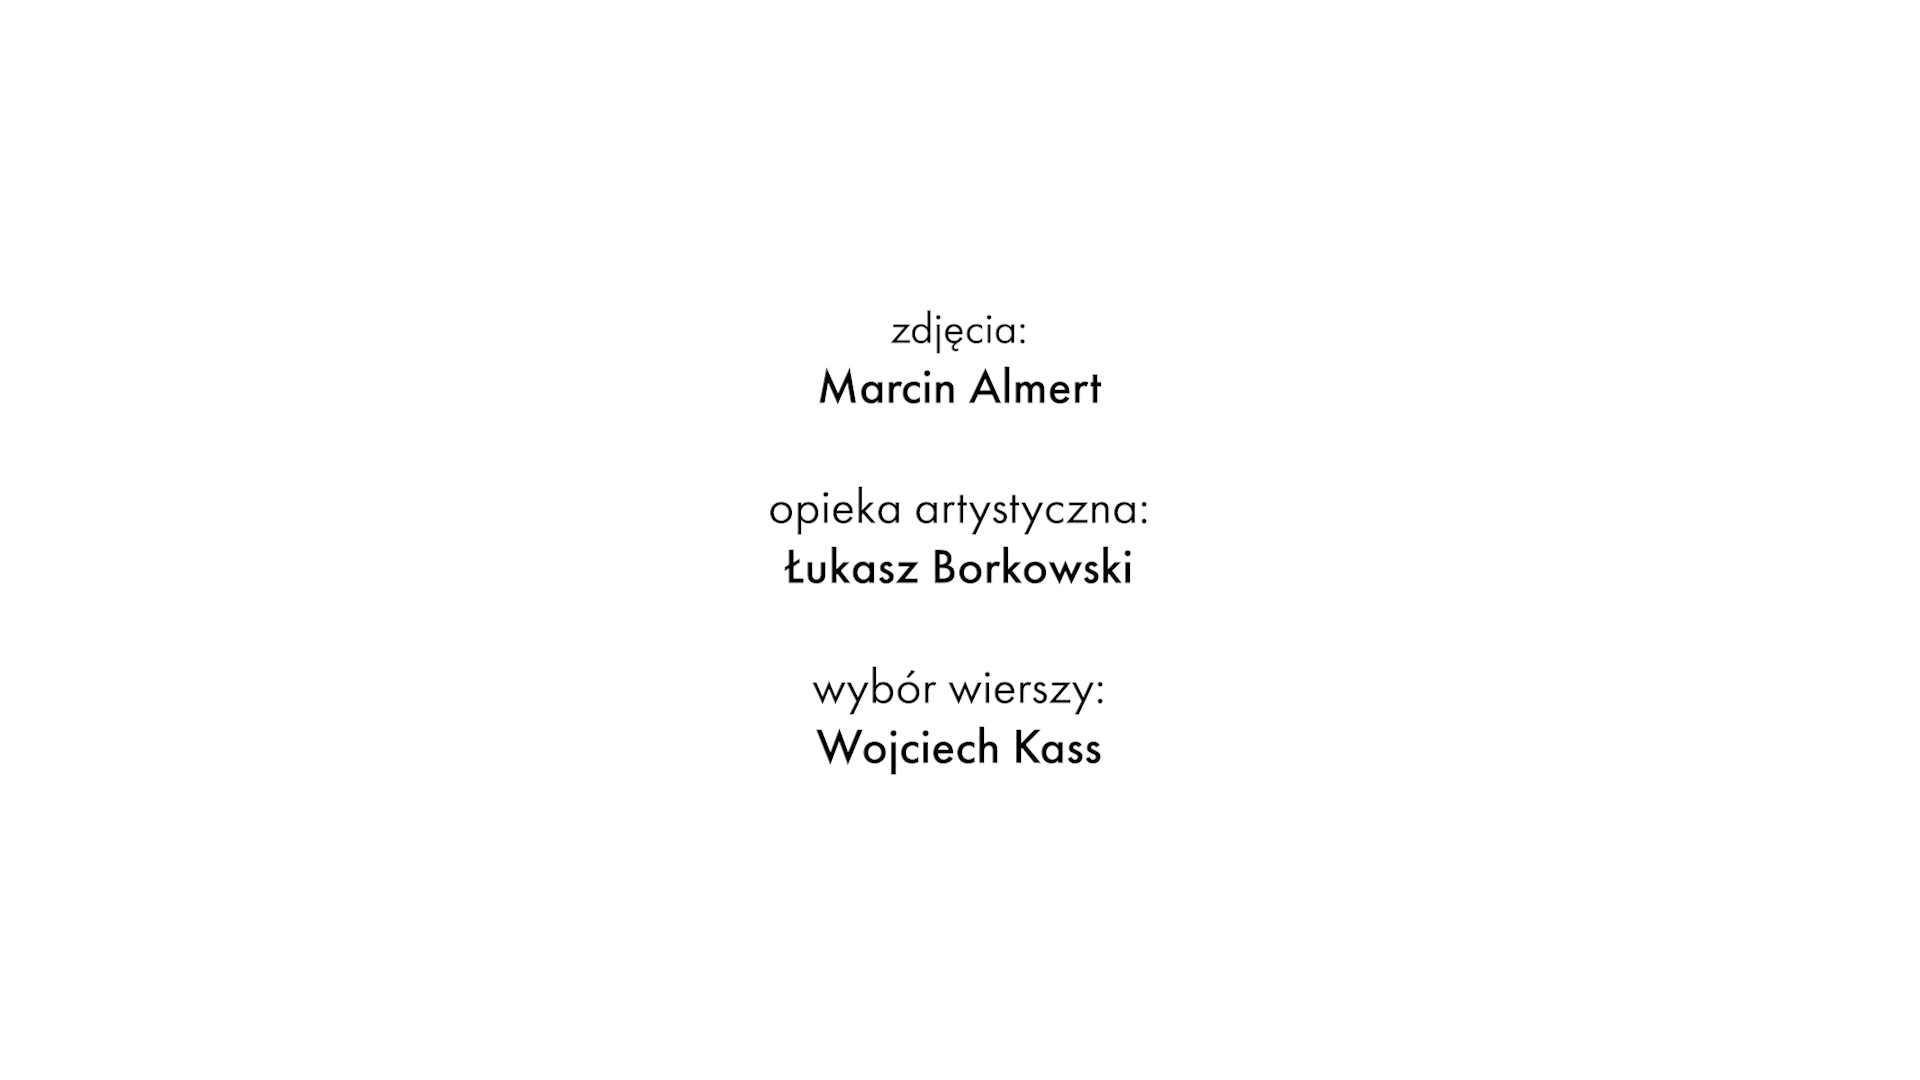 zdjęcia:
Marcin Almert
opieka artystyczna:
Łukasz Borkowski
wybór wierszy:
Wojciech Kass